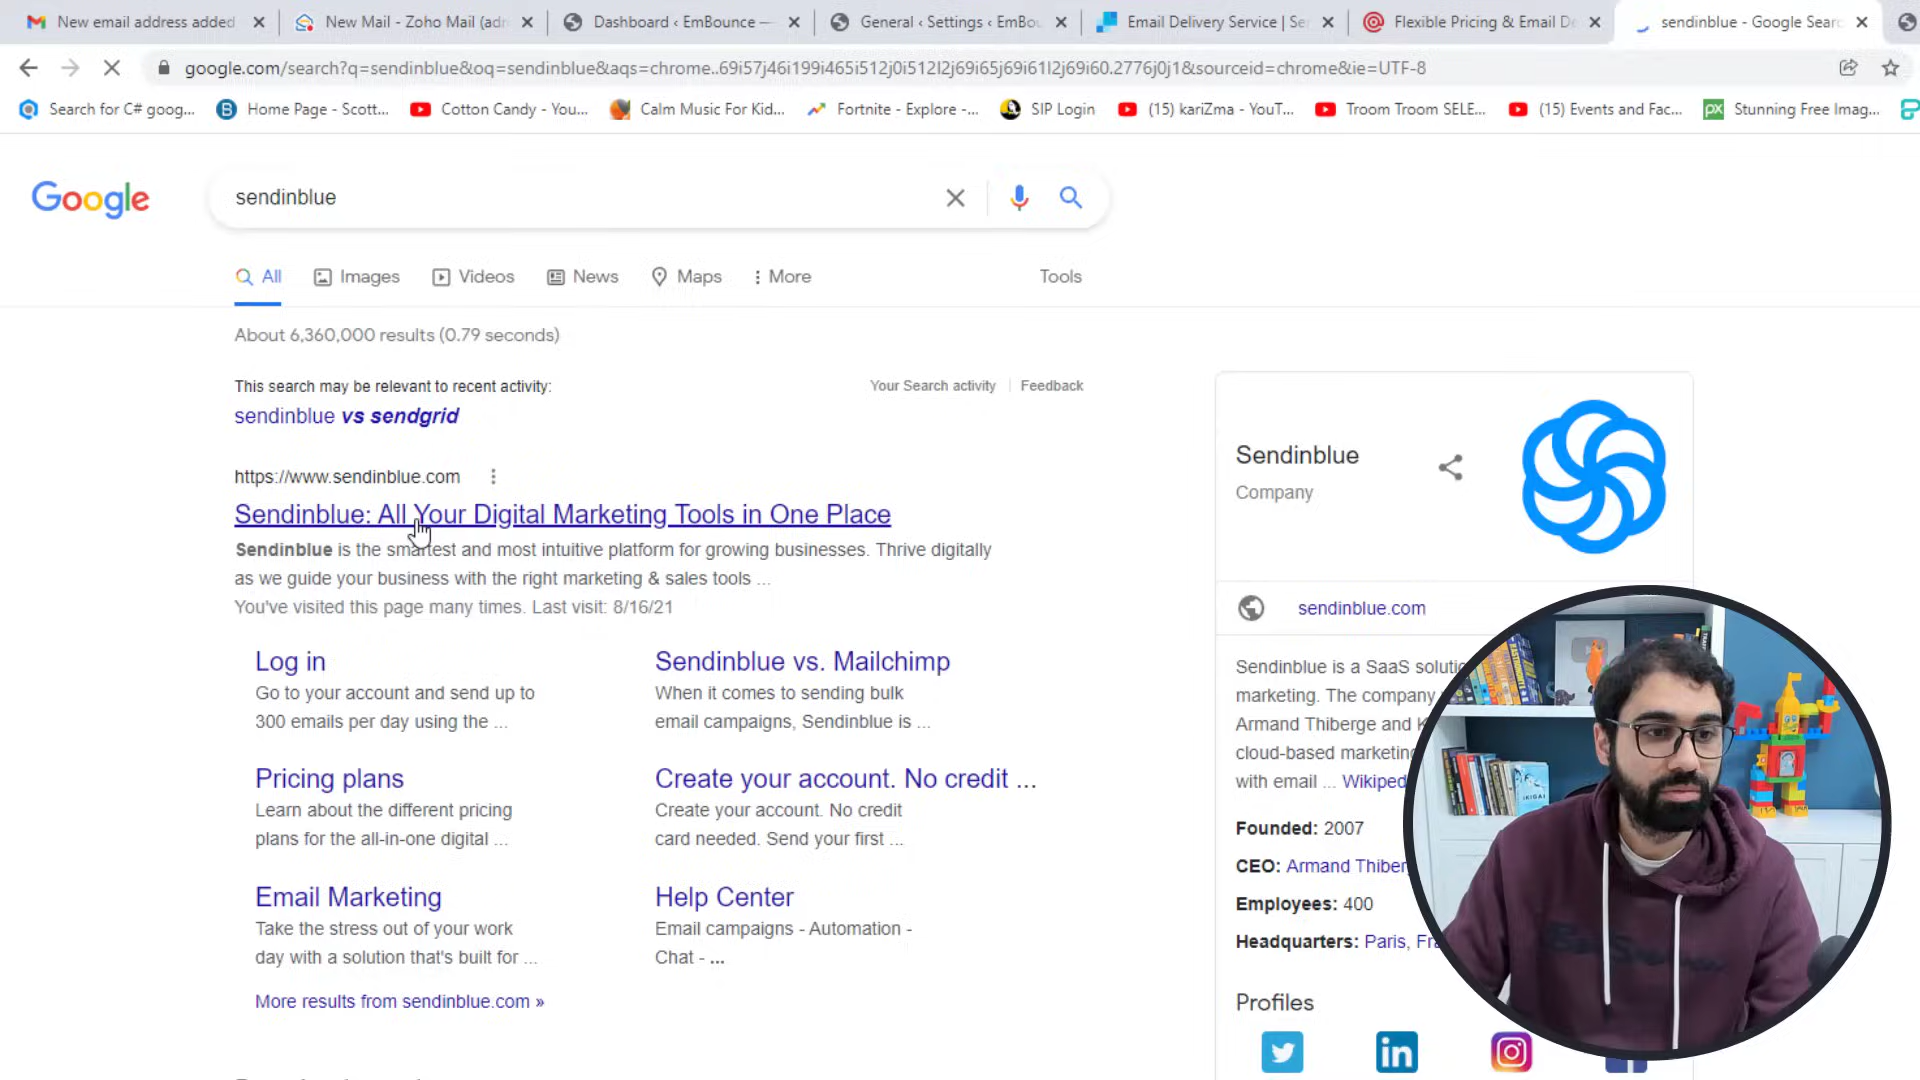 New email address added
New Mail - Zoho Mail (adr
Dashboard ‹ EmBounce —
General ‹ Settings ‹ EmBou
Email Delivery Service | Se
Flexible Pricing & Email De
sendinblue - Google Searc
google.com/search?q=sendinblue&oq=sendinblue&aqs=chrome..69i57j46i199i465i512j0i512l2j69i65j69i61l2j69i60.2776j0j1&sourceid=chrome&ie=UTF-8
Search for C# goog...
Home Page - Scott...
Cotton Candy - You...
Calm Music For Kid...
Fortnite - Explore -...
SIP Login
(15) kariZma - YouT...
Troom Troom SELE...
(15) Events and Fac...
Stunning Free Imag...
Google
sendinblue
All
Images
Videos
News
Maps
More
Tools
About 6,360,000 results (0.79 seconds)
This search may be relevant to recent activity:
Your Search activity
Feedback
sendinblue vs sendgrid
https://www.sendinblue.com
Sendinblue: All Your Digital Marketing Tools in One Place
Sendinblue is the smartest and most intuitive platform for growing businesses. Thrive digitally
as we guide your business with the right marketing & sales tools ...
You've visited this page many times. Last visit: 8/16/21
Log in
Go to your account and send up to
300 emails per day using the ...
Sendinblue vs. Mailchimp
When it comes to sending bulk
email campaigns, Sendinblue is ...
Pricing plans
Learn about the different pricing
plans for the all-in-one digital ...
Create your account. No credit ...
Create your account. No credit
card needed. Send your first ...
Email Marketing
Take the stress out of your work
day with a solution that's built for ...
Help Center
Email campaigns - Automation -
Chat - ...
More results from sendinblue.com »
Sendinblue
Company
sendinblue.com
Sendinblue is a SaaS solutio
marketing. The company
Armand Thiberge and K
cloud-based marketing
with email ... Wikiped
Founded: 2007
CEO: Armand Thiber
Employees: 400
Headquarters: Paris, Fra
Profiles
IKIGAI